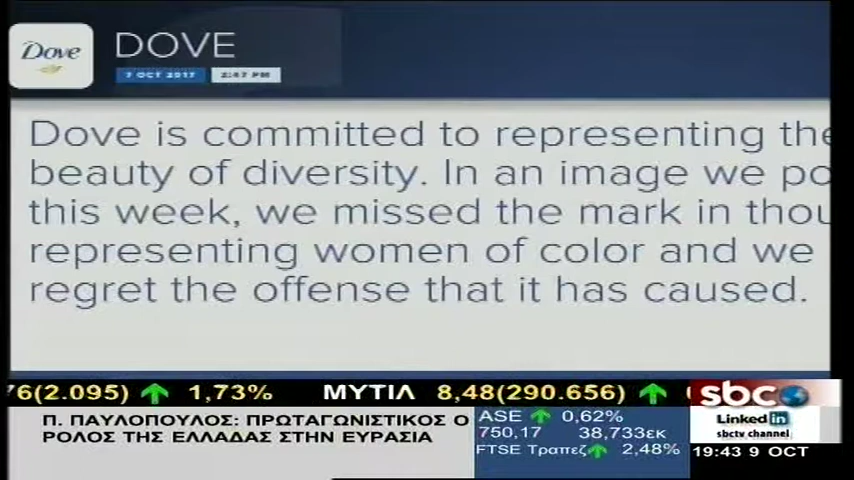 Dove
DOVE
7 OCT 2017 2:47 PM
Dove is committed to representing the
beauty of diversity. In an image we po
this week, we missed the mark in thou
representing women of color and we
regret the offense that it has caused.
76(2.095) 1,73% ΜΥΤΙΛ 8,48(290.656)
sbc
Linked in
sbctv channel
Π. ΠΑΥΛΟΠΟΥΛΟΣ: ΠΡΩΤΑΓΩΝΙΣΤΙΚΟΣ Ο
ΡΟΛΟΣ ΤΗΣ ΕΛΛΑΔΑΣ ΣΤΗΝ ΕΥΡΑΣΙΑ
ASE 0,62%
750,17 38,733εκ
FTSE Τραπεζ 2,48%
19:43 9 OCT